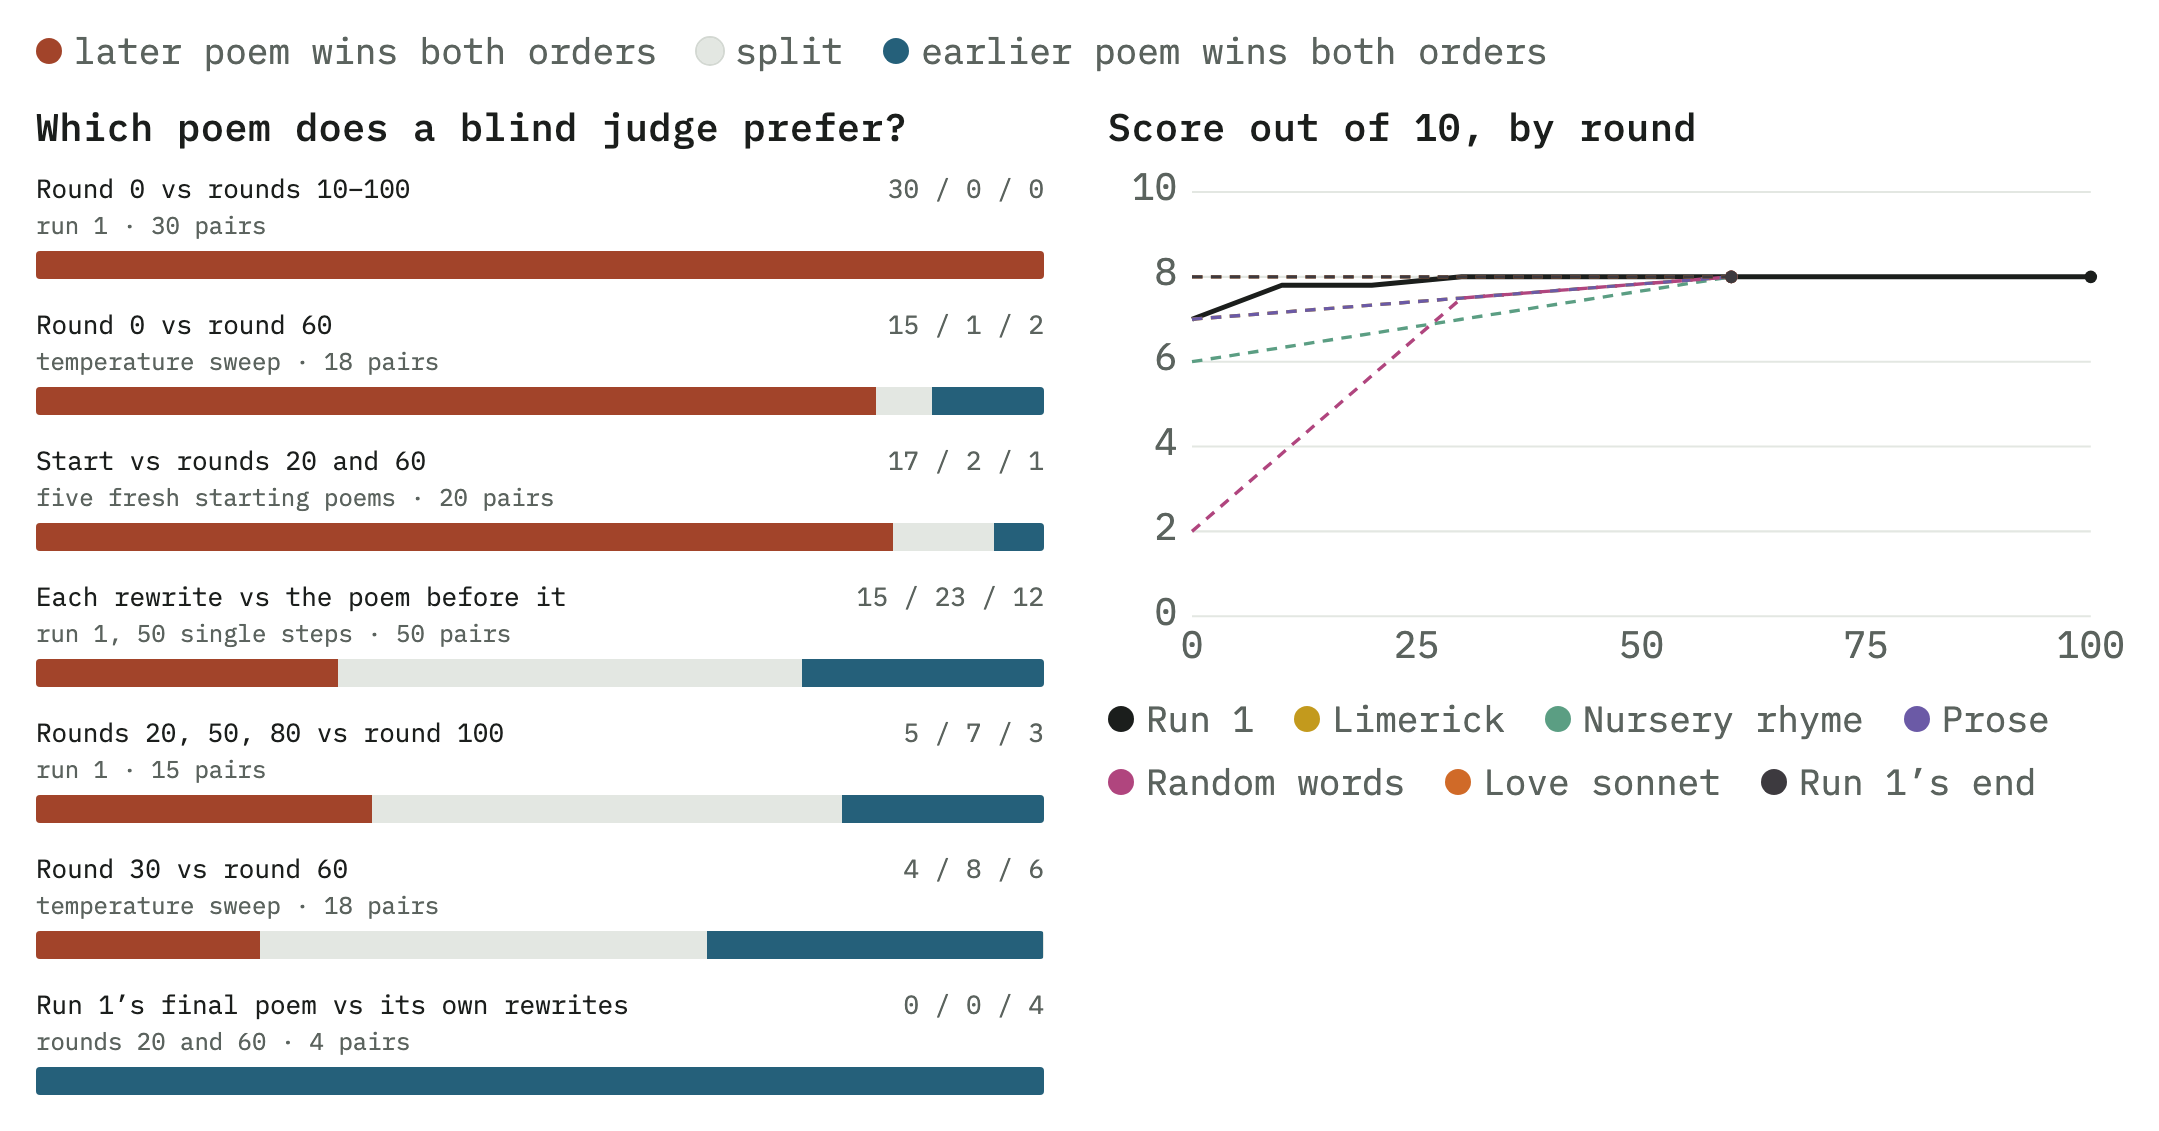 later poem wins both orders split earlier poem wins both orders
Which poem does a blind judge prefer?
Round 0 vs rounds 10–100 30 / 0 / 0
run 1 · 30 pairs
Round 0 vs round 60 15 / 1 / 2
temperature sweep · 18 pairs
Start vs rounds 20 and 60 17 / 2 / 1
five fresh starting poems · 20 pairs
Each rewrite vs the poem before it 15 / 23 / 12
run 1, 50 single steps · 50 pairs
Rounds 20, 50, 80 vs round 100 5 / 7 / 3
run 1 · 15 pairs
Round 30 vs round 60 4 / 8 / 6
temperature sweep · 18 pairs
Run 1’s final poem vs its own rewrites 0 / 0 / 4
rounds 20 and 60 · 4 pairs
Score out of 10, by round
10
8
6
4
2
0
0 25 50 75 100
Run 1 Limerick Nursery rhyme Prose
Random words Love sonnet Run 1’s end